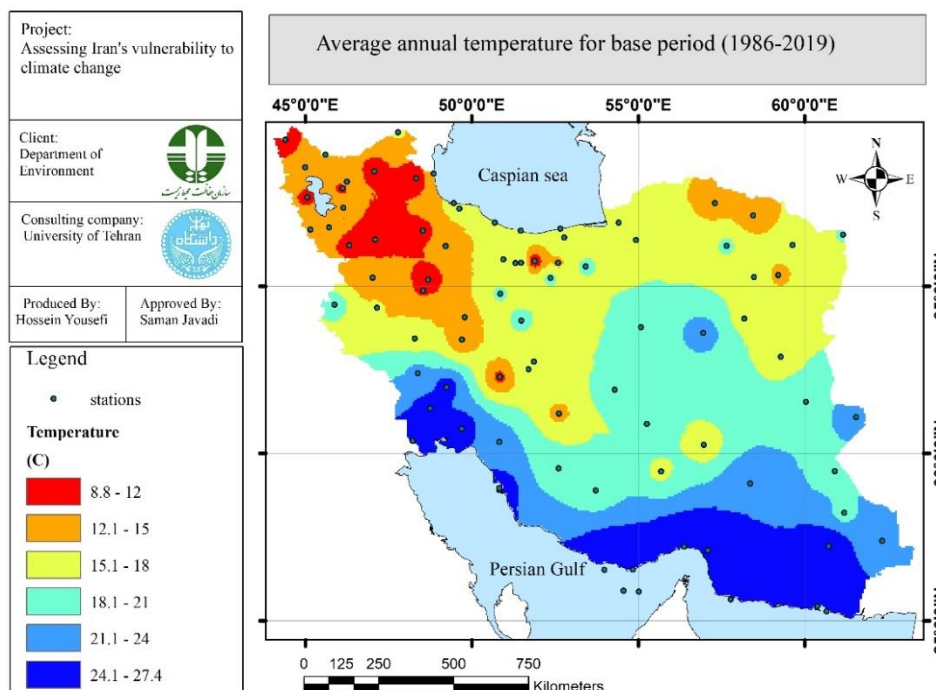 Project:
Assessing Iran's vulnerability to
climate change
Client:
Department of
Environment
سازمان حفاظت محیط زیست
Consulting company:
University of Tehran
Produced By:
Hossein Yousefi
Approved By:
Saman Javadi
Legend
stations
Temperature
(C)
8.8 - 12
12.1 - 15
15.1 - 18
18.1 - 21
21.1 - 24
24.1 - 27.4
Average annual temperature for base period (1986-2019)
45°0'0"E
50°0'0"E
55°0'0"E
60°0'0"E
Caspian sea
N
W
E
S
Persian Gulf
0
125
250
500
750
Kilometers